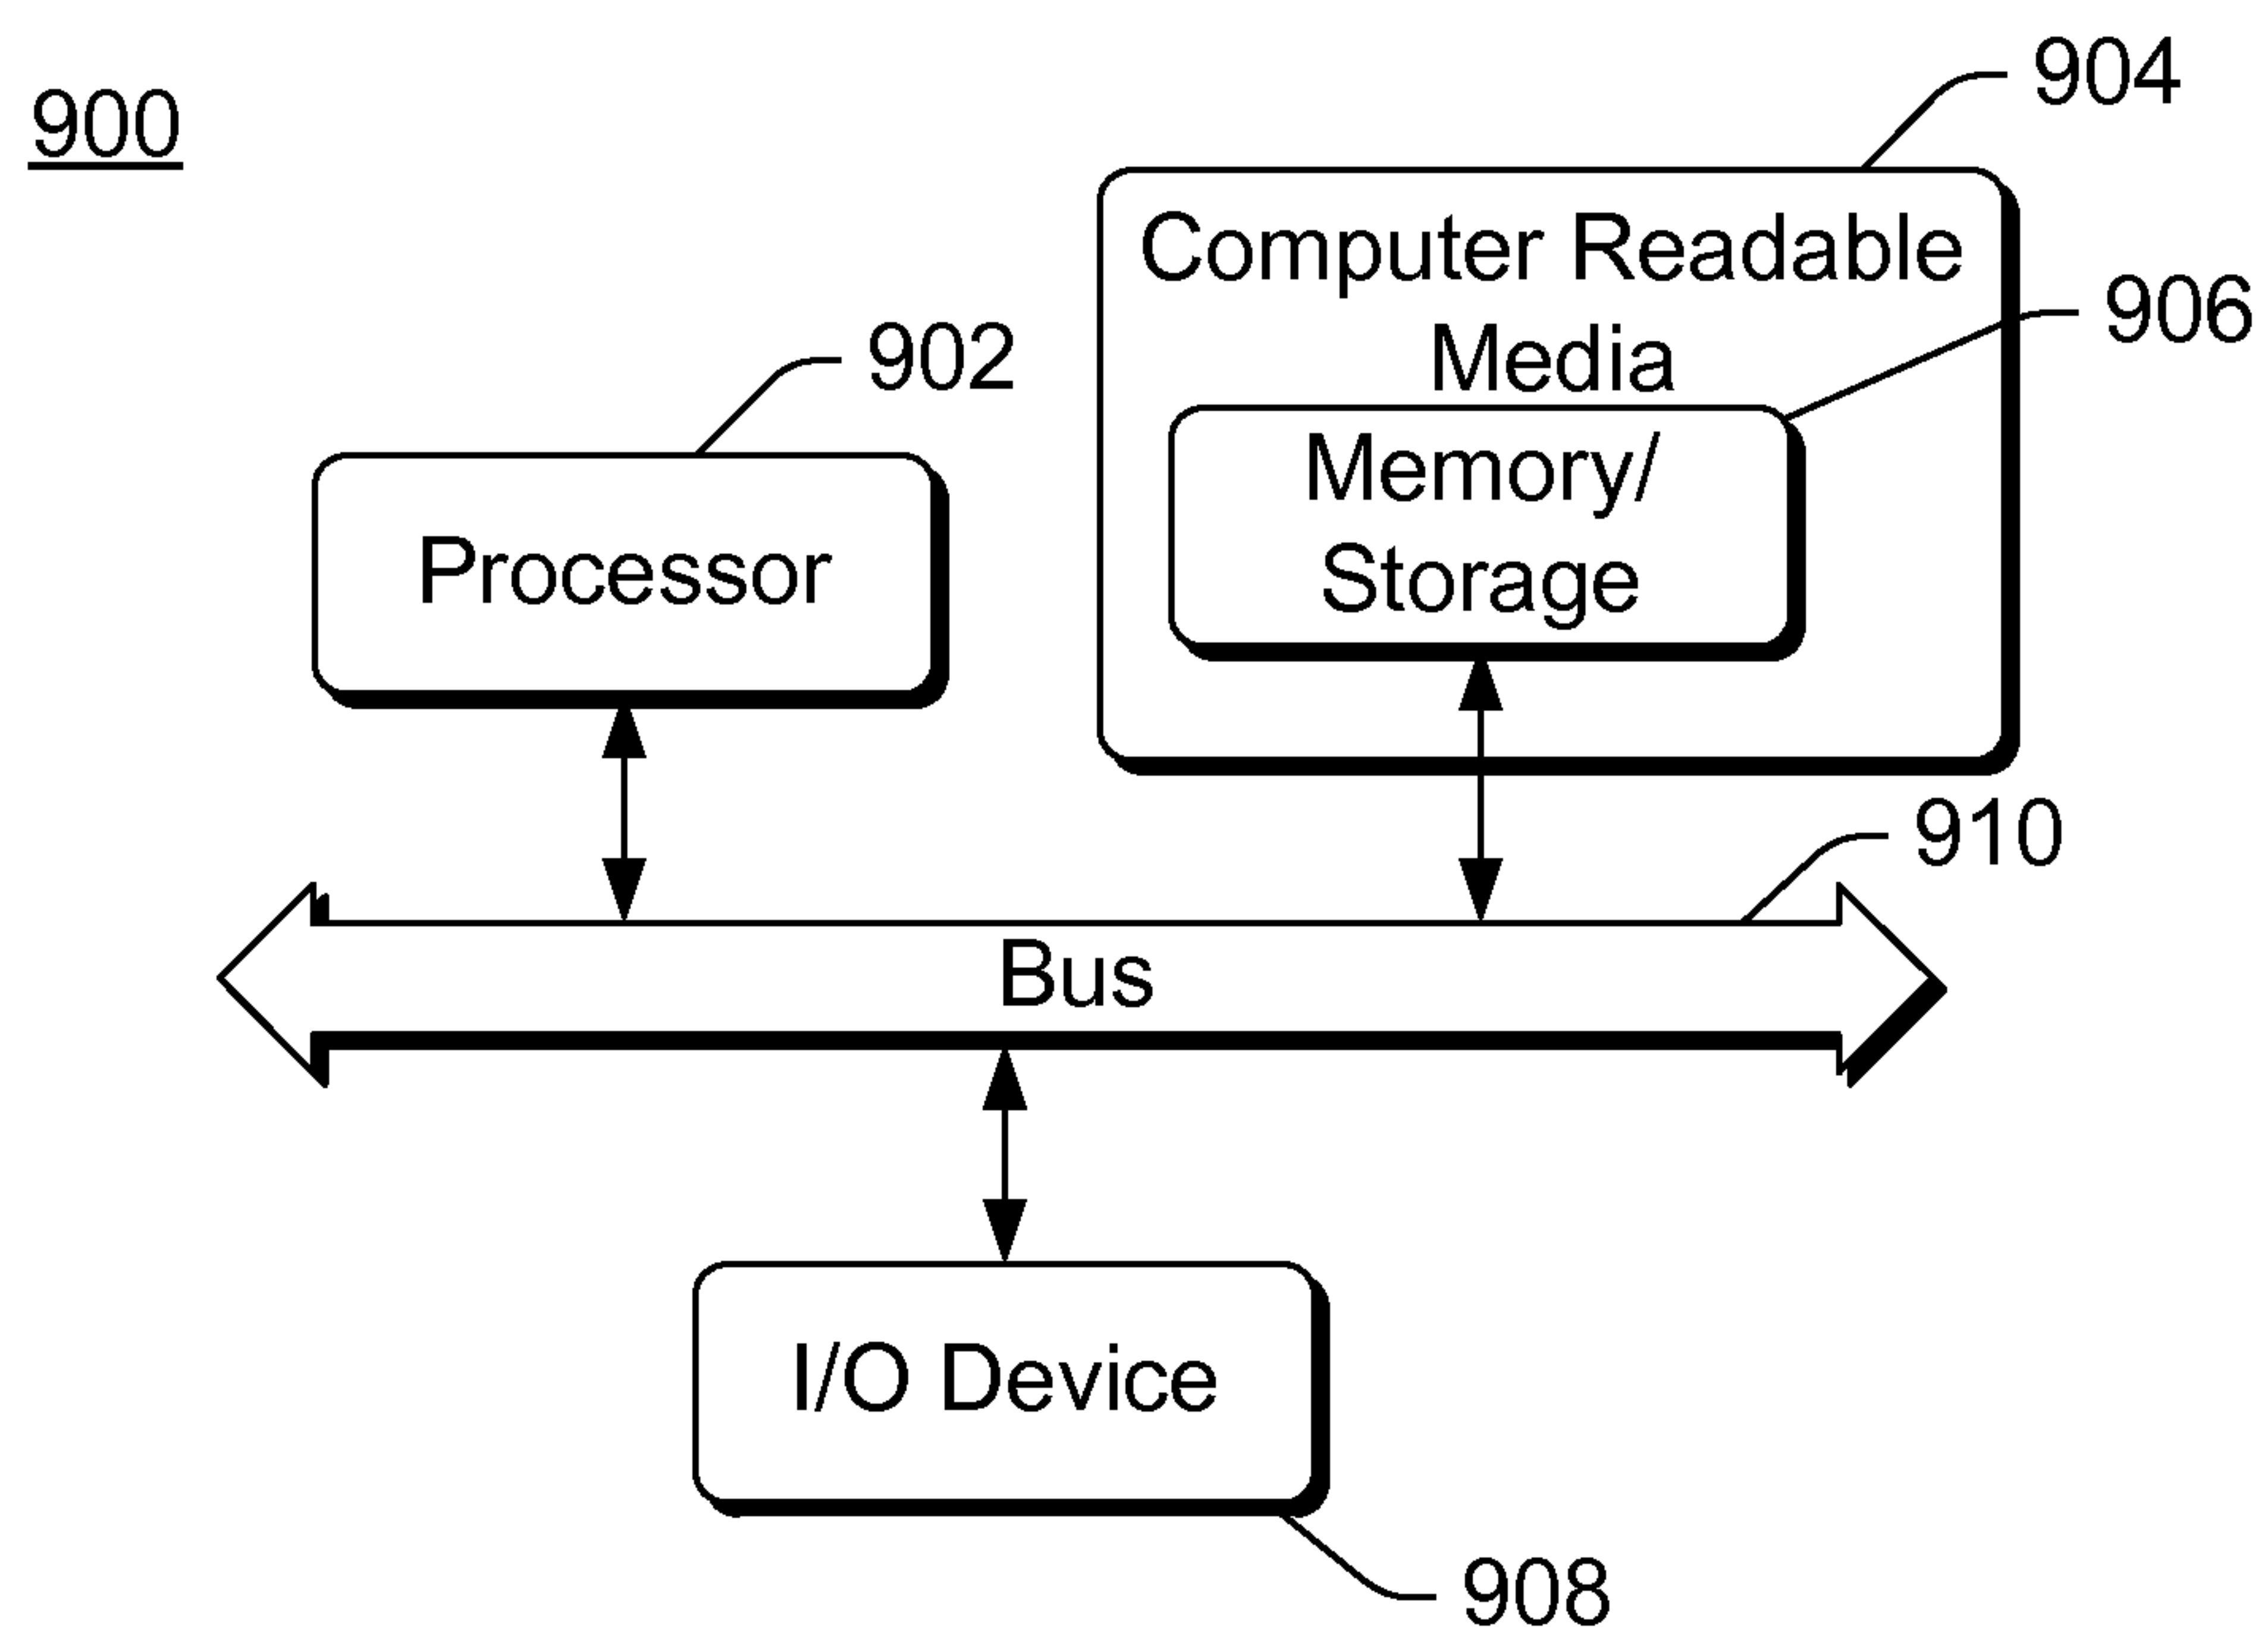 900
904
Computer Readable
Media
906
902
Memory/
Storage
Processor
910
Bus
I/O Device
908